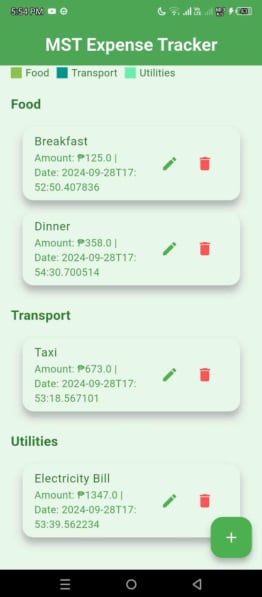 5:54 PM
MST Expense Tracker
Food Transport Utilities
Food
Breakfast
Amount: ₱125.0 |
Date: 2024-09-28T17:
52:50.407836
Dinner
Amount: ₱358.0 |
Date: 2024-09-28T17:
54:30.700514
Transport
Taxi
Amount: ₱673.0 |
Date: 2024-09-28T17:
53:18.567101
Utilities
Electricity Bill
Amount: ₱1347.0 |
Date: 2024-09-28T17:
53:39.562234
+